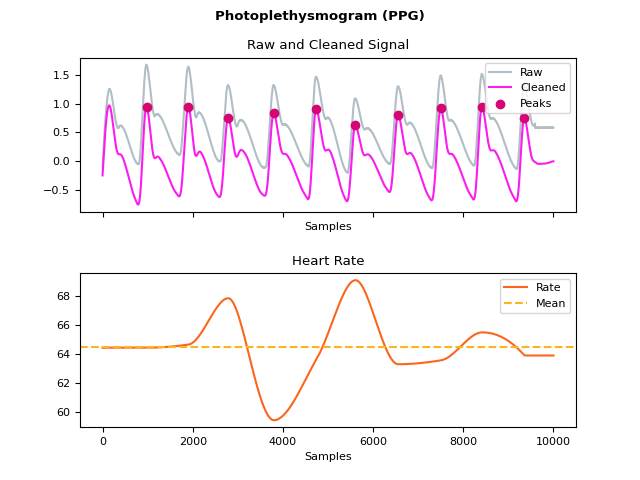 Photoplethysmogram (PPG)
Raw and Cleaned Signal
1.5
1.0
0.5
0.0
−0.5
Raw
Cleaned
Peaks
Samples
Heart Rate
68
66
64
62
60
Rate
Mean
0 2000 4000 6000 8000 10000
Samples